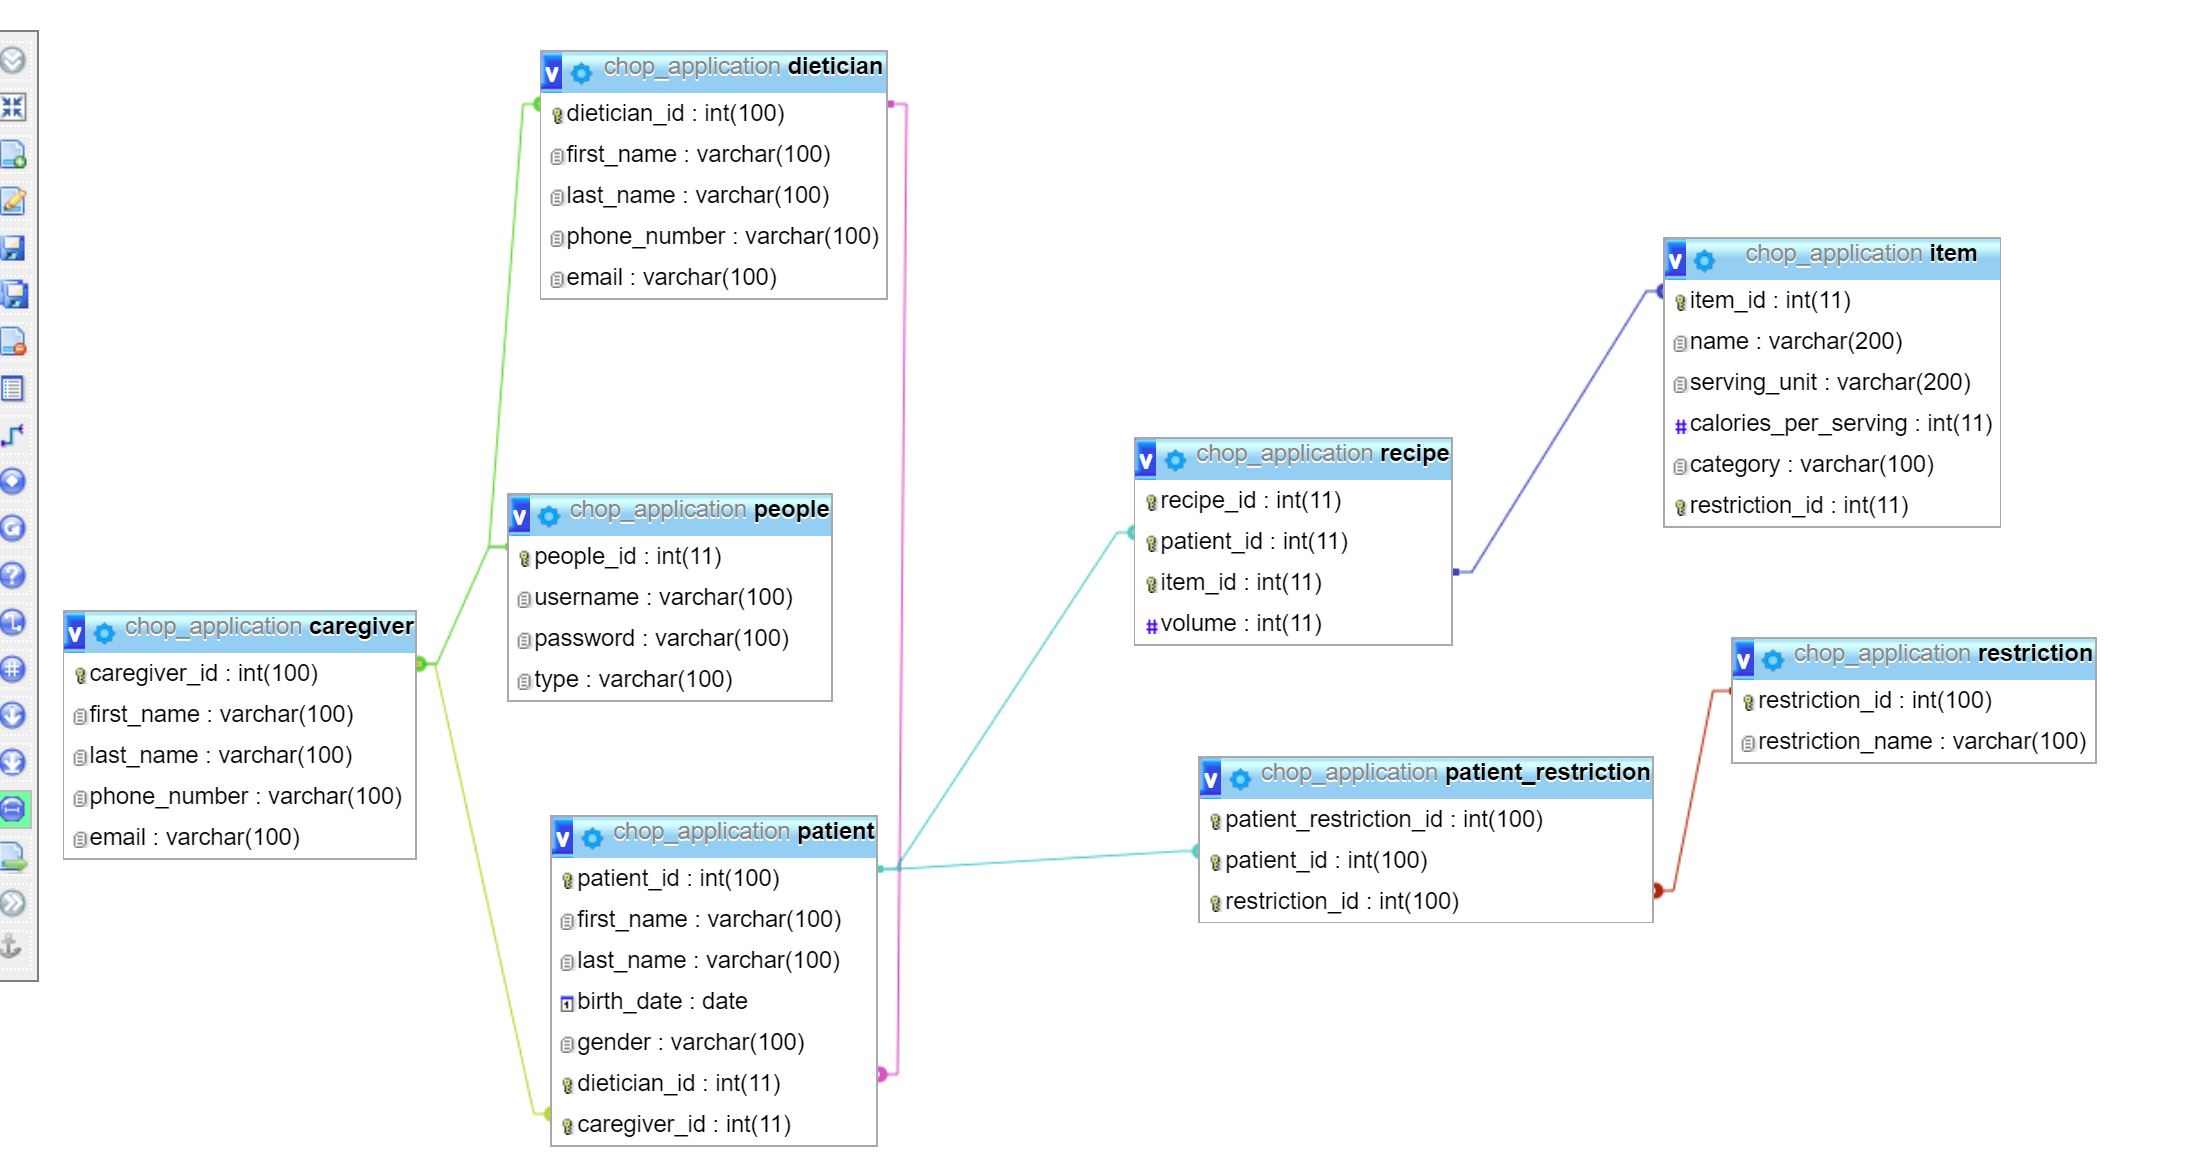 chop_application dietician
dietician_id : int(100)
first_name : varchar(100)
last_name : varchar(100)
phone_number : varchar(100)
email : varchar(100)
chop_application people
people_id : int(11)
username : varchar(100)
password : varchar(100)
type : varchar(100)
chop_application caregiver
caregiver_id : int(100)
first_name : varchar(100)
last_name : varchar(100)
phone_number : varchar(100)
email : varchar(100)
chop_application patient
patient_id : int(100)
first_name : varchar(100)
last_name : varchar(100)
birth_date : date
gender : varchar(100)
dietician_id : int(11)
caregiver_id : int(11)
chop_application recipe
recipe_id : int(11)
patient_id : int(11)
item_id : int(11)
volume : int(11)
chop_application item
item_id : int(11)
name : varchar(200)
serving_unit : varchar(200)
calories_per_serving : int(11)
category : varchar(100)
restriction_id : int(11)
chop_application patient_restriction
patient_restriction_id : int(100)
patient_id : int(100)
restriction_id : int(100)
chop_application restriction
restriction_id : int(100)
restriction_name : varchar(100)